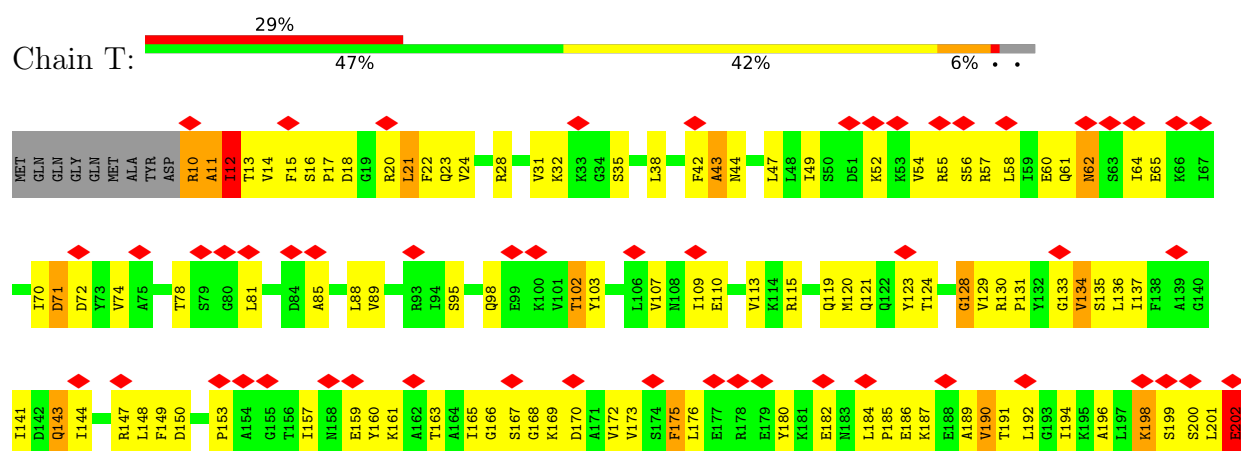 29%
Chain T:
47% 42% 6% . .
MET GLN GLN GLY GLN MET ALA TYR ASP R10 A11 I12 T13 V14 F15 S16 P17 D18 G19 R20 L21 F22 Q23 V24 R28 V31 K32 K33 G34 S35 L38 F42 A43 N44 L47 L48 I49 S50 D51 K52 K53 V54 R55 S56 R57 L58 I59 E60 Q61 N62 S63 I64 E65 K66 I67
I70 D71 D72 Y73 V74 A75 T78 S79 G80 L81 D84 A85 L88 V89 R93 I94 S95 Q98 E99 K100 V101 T102 Y103 L106 V107 N108 I109 E110 V113 K114 R115 Q119 M120 Q121 Q122 Y123 T124 G128 V129 R130 P131 Y132 G133 V134 S135 L136 I137 F138 A139 G140
I141 D142 Q143 I144 R147 L148 F149 D150 P153 A154 G155 T156 I157 N158 E159 Y160 K161 A162 T163 A164 I165 G166 S167 G168 K169 D170 A171 V172 V173 S174 F175 L176 E177 R178 E179 Y180 K181 E182 N183 L184 P185 E186 K187 E188 A189 V190 T191 L192 G193 I194 K195 A196 L197 K198 S199 S200 L201 E202